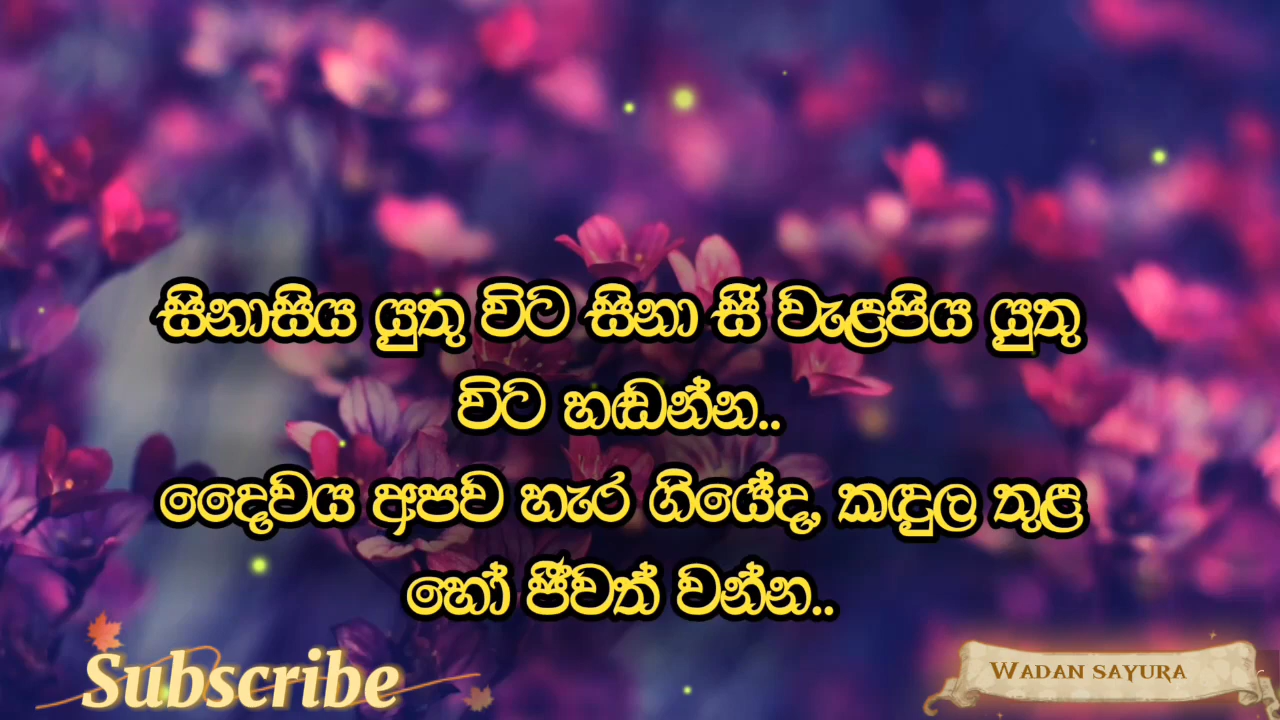 සිනාසිය යුතු විට සිනා සී වැළපිය යුතු
විට හඬන්න..
දෛවය අපව හැර ගියේද, කඳුල තුළ
හෝ ජීවත් වන්න..
Subscribe
WADAN SAYURA